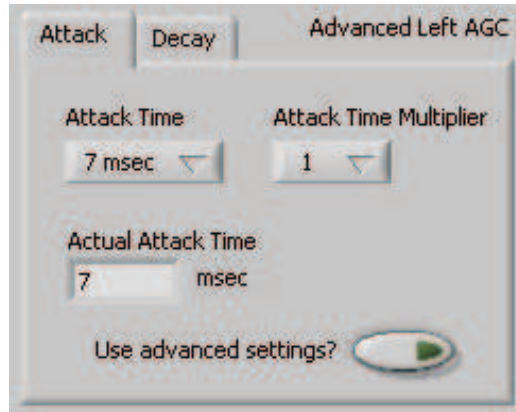 Attack Decay Advanced Left AGC
Attack Time Attack Time Multiplier
7 msec 1
Actual Attack Time
7 msec
Use advanced settings?